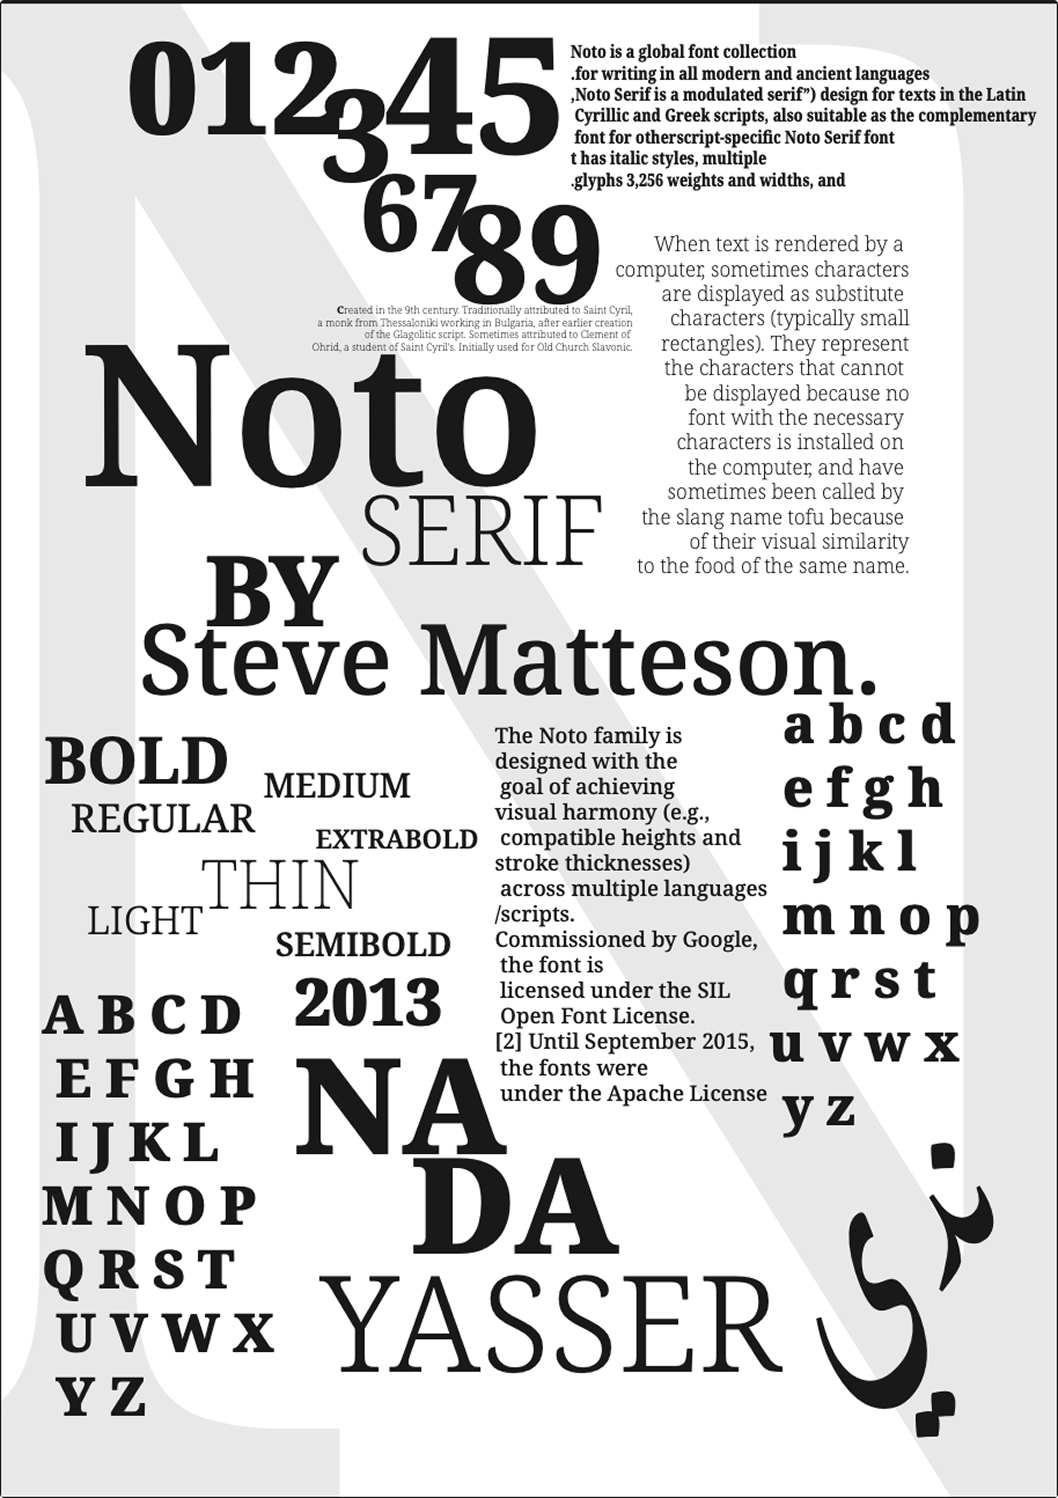 012
3
45
67
89
Noto is a global font collection
.for writing in all modern and ancient languages
,Noto Serif is a modulated serif”) design for texts in the Latin
Cyrillic and Greek scripts, also suitable as the complementary
font for otherscript-specific Noto Serif font
t has italic styles, multiple
.glyphs 3,256 weights and widths, and
When text is rendered by a
computer, sometimes characters
are displayed as substitute
characters (typically small
rectangles). They represent
the characters that cannot
be displayed because no
font with the necessary
characters is installed on
the computer, and have
sometimes been called by
the slang name tofu because
of their visual similarity
to the food of the same name.
Created in the 9th century. Traditionally attributed to Saint Cyril,
a monk from Thessaloniki working in Bulgaria, after earlier creation
of the Glagolitic script. Sometimes attributed to Clement of
Ohrid, a student of Saint Cyril's. Initially used for Old Church Slavonic.
Noto
SERIF
BY
Steve Matteson.
BOLD
MEDIUM
REGULAR
EXTRABOLD
THIN
LIGHT
SEMIBOLD
2013
The Noto family is
designed with the
goal of achieving
visual harmony (e.g.,
compatible heights and
stroke thicknesses)
across multiple languages
/scripts.
Commissioned by Google,
the font is
licensed under the SIL
Open Font License.
[2] Until September 2015,
the fonts were
under the Apache License
a b c d
e f g h
i j k l
m n o p
q r s t
u v w x
y z
A B C D
E F G H
I J K L
M N O P
Q R S T
U V W X
Y Z
NA
DA
YASSER